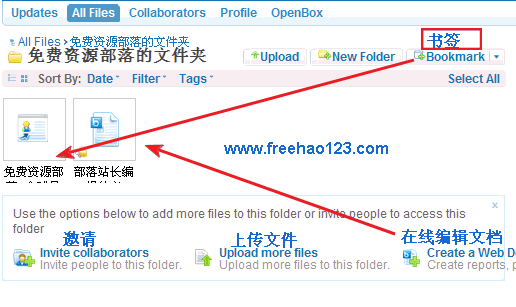 Updates All Files Collaborators Profile OpenBox
All Files › 免费资源部落的文件夹
书签
免费资源部落的文件夹 Upload New Folder Bookmark
Sort By: Date Filter Tags Select All
www.freehao123.com
免费资源部 部落站长编
Use the options below to add more files to this folder or invite people to access this
folder
邀请 上传文件 在线编辑文档
Invite collaborators Upload more files Create a Web D
Invite people to this folder. Upload more files to this folder. Create reports, p